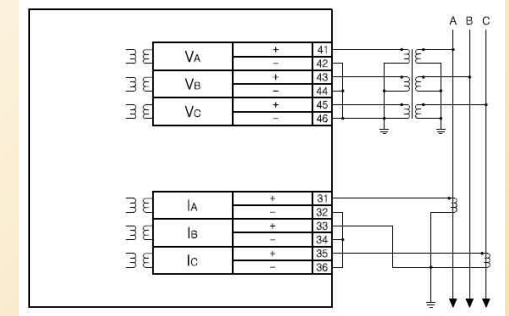 A B C
VA + 41
- 42
VB + 43
- 44
VC + 45
- 46
IA + 31
- 32
IB + 33
- 34
IC + 35
- 36